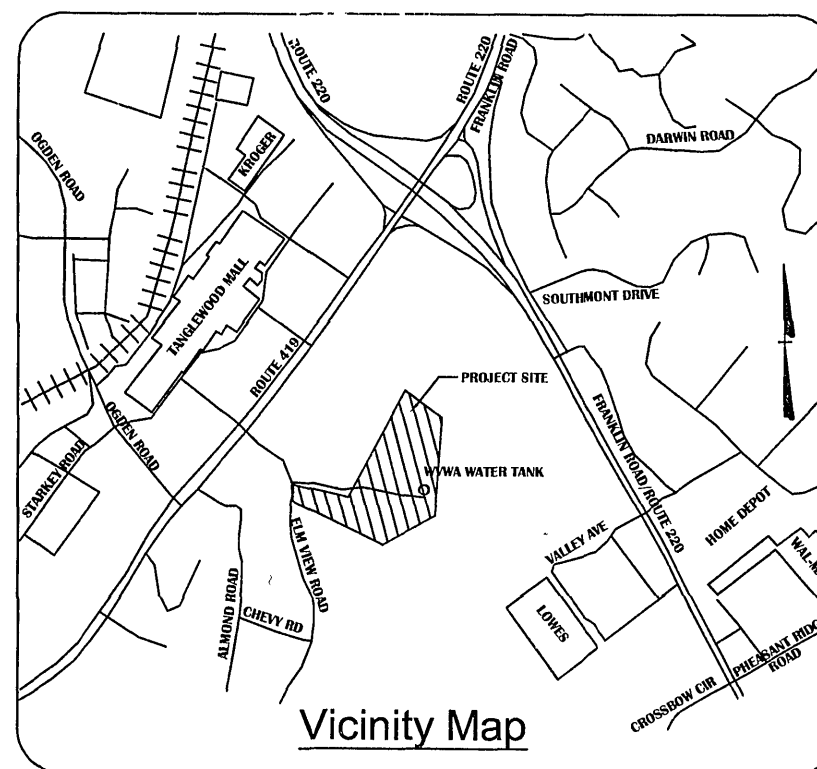 ROUTE 220
ROUTE 220
FRANKLIN ROAD
DARWIN ROAD
OGDEN ROAD
KROGER
TANGLEWOOD MALL
SOUTHMONT DRIVE
ROUTE 419
PROJECT SITE
OGDEN ROAD
FRANKLIN ROAD/ROUTE 220
STARKEY ROAD
WVWA WATER TANK
HOME DEPOT
VALLEY AVE
WAL-M
ELM VIEW ROAD
LOWES
ALMOND ROAD
CHEVY RD
PHEASANT RIDG
ROAD
CROSSBOW CIR
Vicinity Map